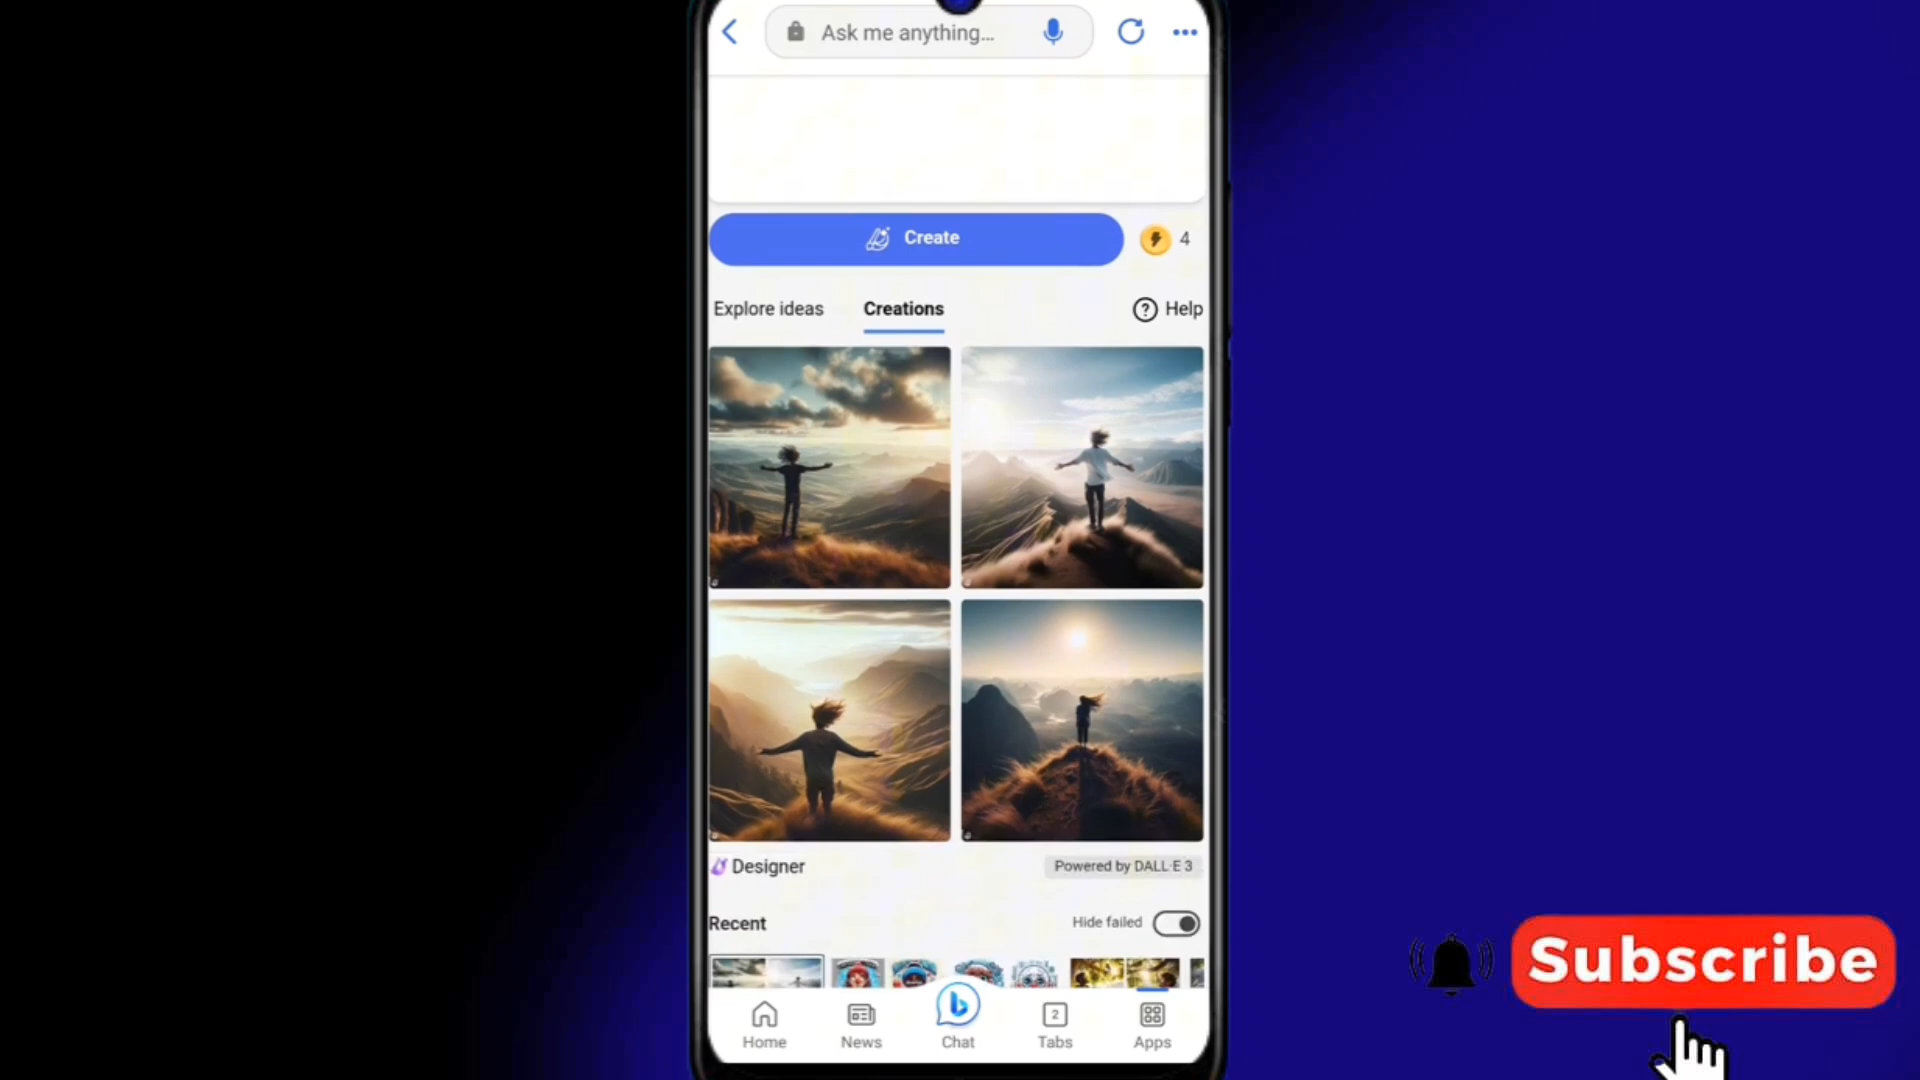 Ask me anything...
Create
4
Explore ideas
Creations
Help
Designer
Powered by DALL·E 3
Recent
Hide failed
Home
News
Chat
2
Tabs
Apps
Subscribe